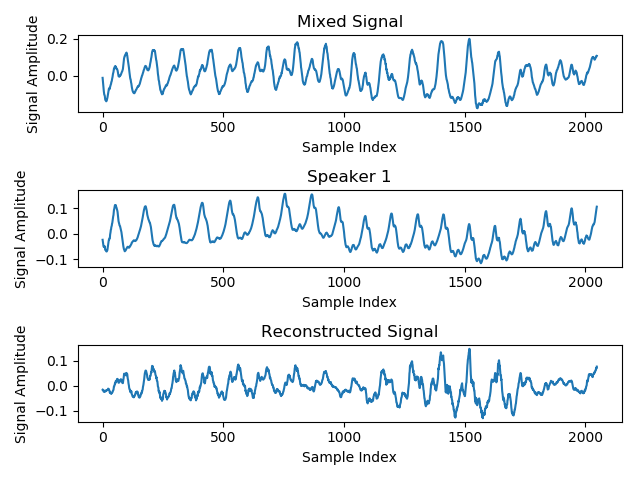 Mixed Signal
Signal Amplitude
0.2
0.0
0 500 1000 1500 2000
Sample Index
Speaker 1
Signal Amplitude
0.1
0.0
−0.1
0 500 1000 1500 2000
Sample Index
Reconstructed Signal
Signal Amplitude
0.1
0.0
−0.1
0 500 1000 1500 2000
Sample Index